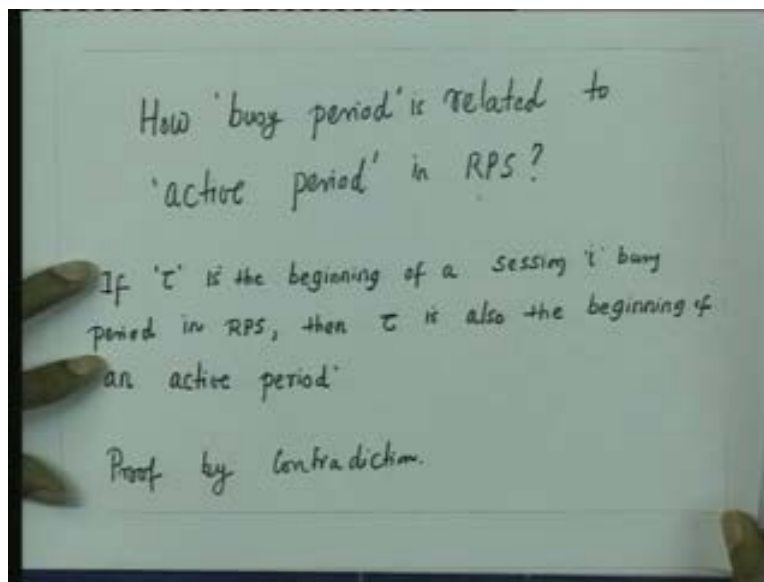 How 'busy period' is related to
'active period' in RPS?
If 'τ' is the beginning of a session 'i' busy
period in RPS, then τ is also the beginning of
an active period'
Proof by Contradiction.